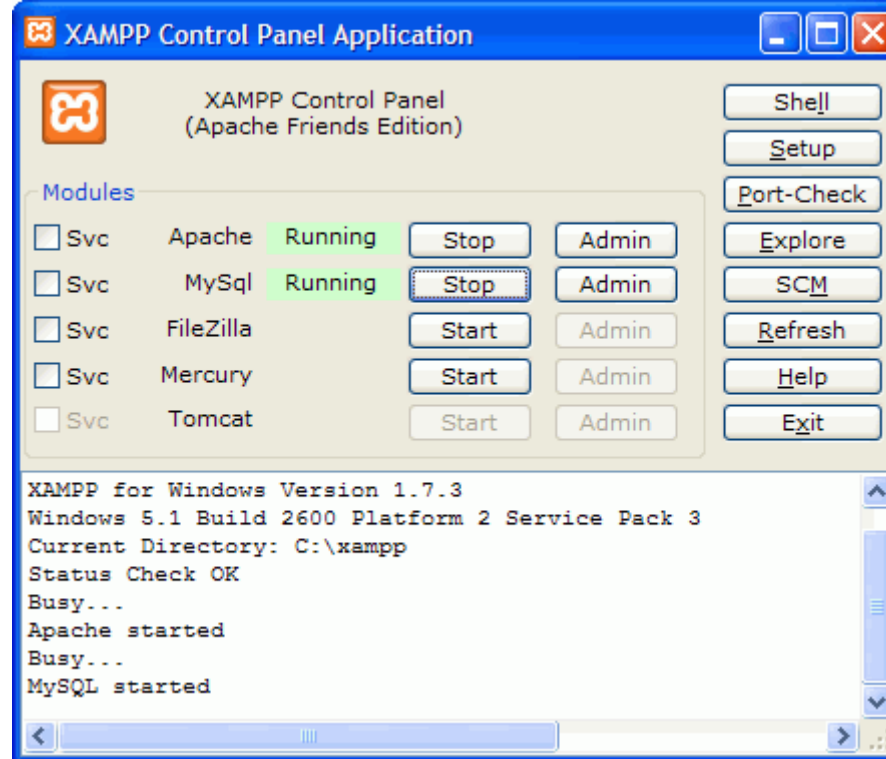 XAMPP Control Panel Application
XAMPP Control Panel
(Apache Friends Edition)
Shell
Setup
Port-Check
Modules
Svc Apache Running Stop Admin Explore
Svc MySql Running Stop Admin SCM
Svc FileZilla Start Admin Refresh
Svc Mercury Start Admin Help
Svc Tomcat Start Admin Exit
XAMPP for Windows Version 1.7.3
Windows 5.1 Build 2600 Platform 2 Service Pack 3
Current Directory: C:\xampp
Status Check OK
Busy...
Apache started
Busy...
MySQL started